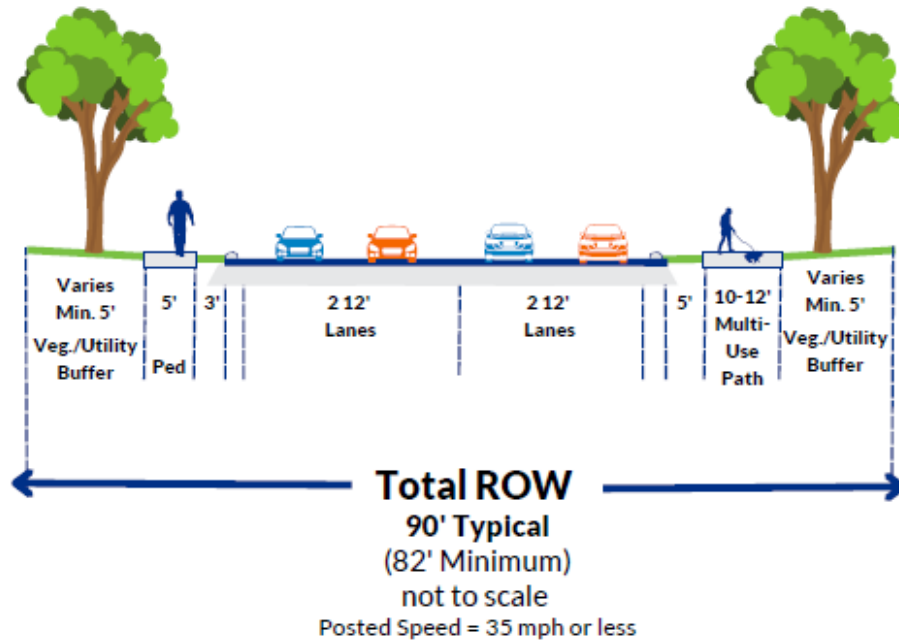 Varies
Min. 5'
Veg./Utility
Buffer
5'
Ped
3'
2 12'
Lanes
2 12'
Lanes
5'
10-12'
Multi-
Use
Path
Varies
Min. 5'
Veg./Utility
Buffer
Total ROW
90' Typical
(82' Minimum)
not to scale
Posted Speed = 35 mph or less